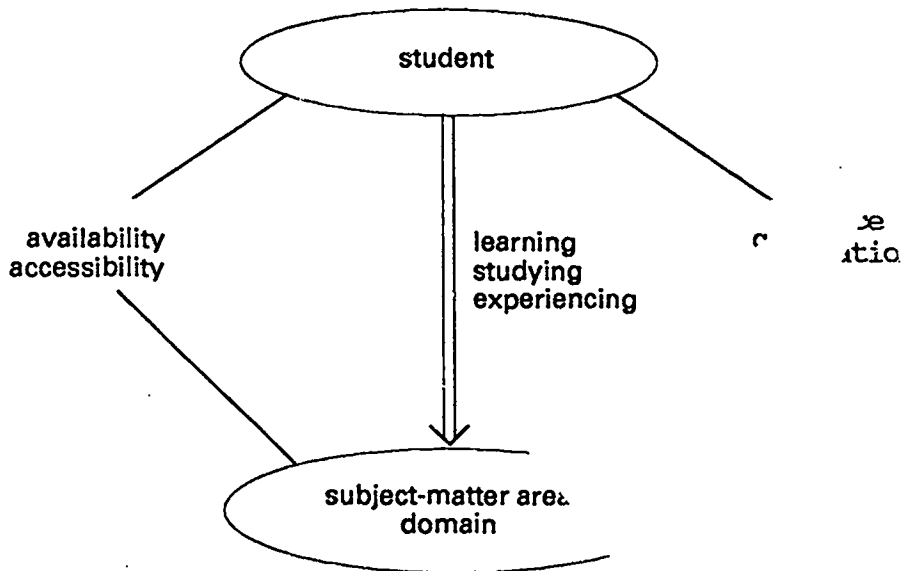 student
availability
accessibility
learning
studying
experiencing
subject-matter area
domain